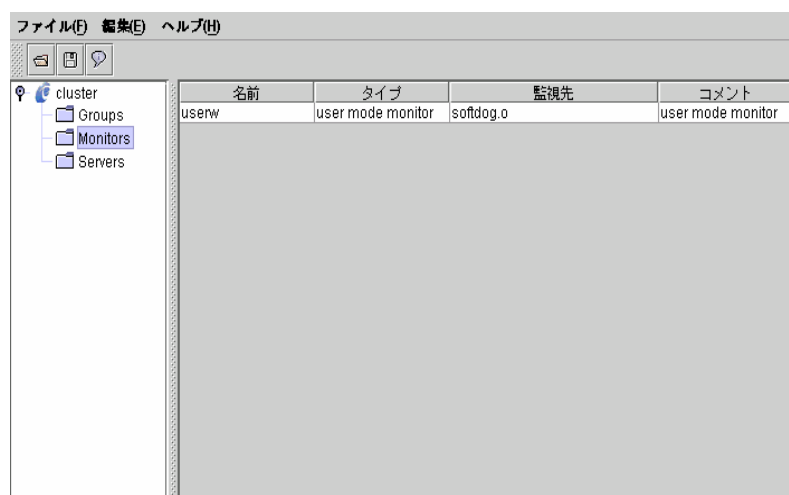 ファイル(F) 編集(E) ヘルプ(H)
cluster
Groups
Monitors
Servers
名前 タイプ 監視先 コメント
userw user mode monitor softdog.o user mode monitor